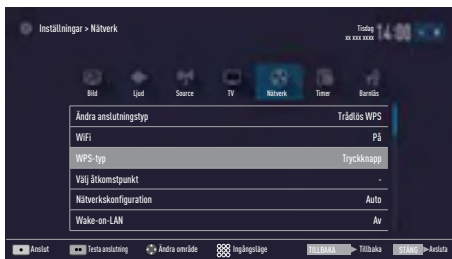 Inställningar > Nätverk
Tisdag
xx xxx xxxx
14:00
Bild Ljud Source TV Nätverk Timer Barnlås
Ändra anslutningstyp Trådlös WPS
WiFi På
WPS-typ Tryckknapp
Välj åtkomstpunkt -
Nätverkskonfiguration Auto
Wake-on-LAN Av
Anslut Testa anslutning Ändra område Ingångsläge TILLBAKA Tillbaka STÄNG Avsluta